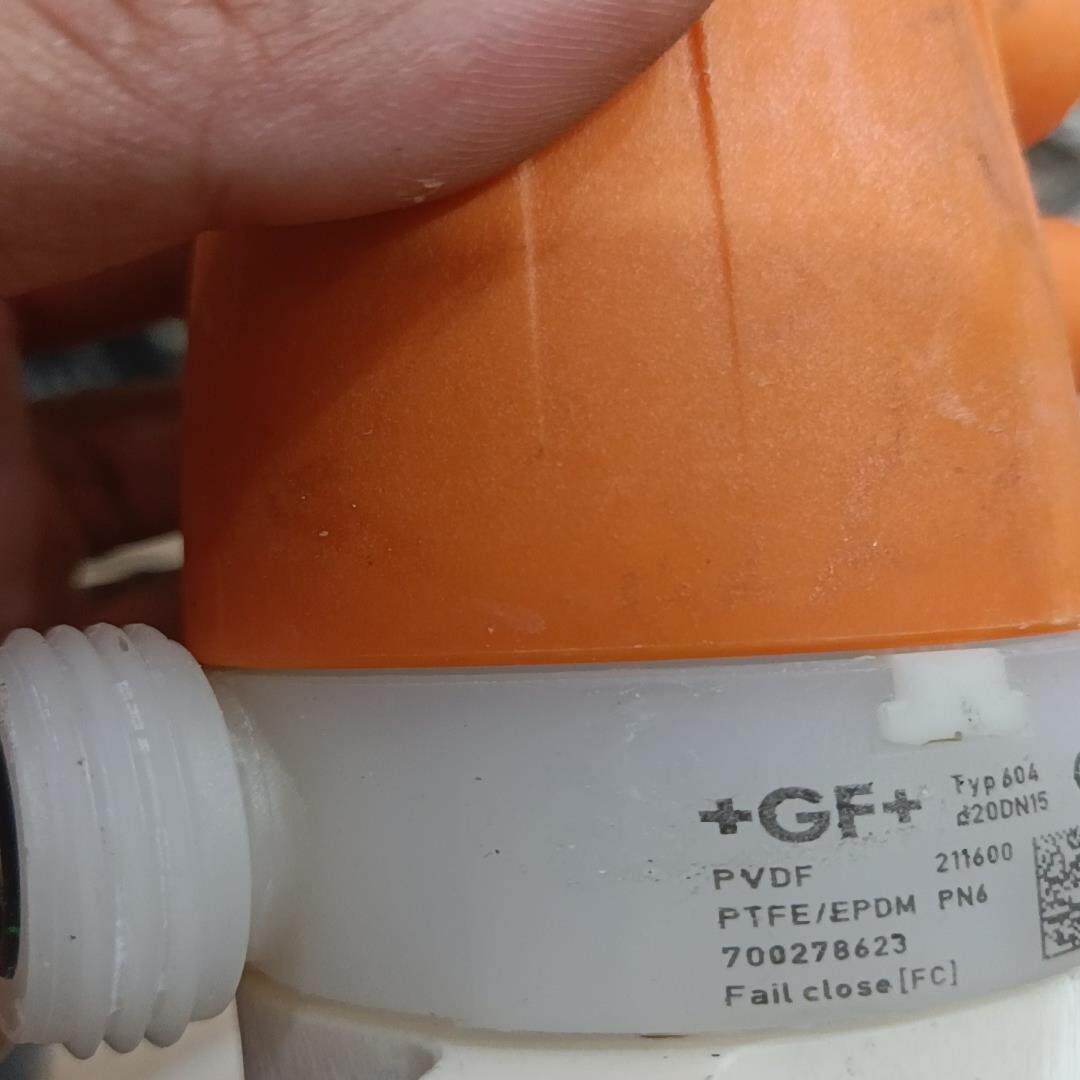 +GF+ Typ 604
d20DN15
PVDF 211600
PTFE/EPDM PN6
700278623
Fail close [FC]